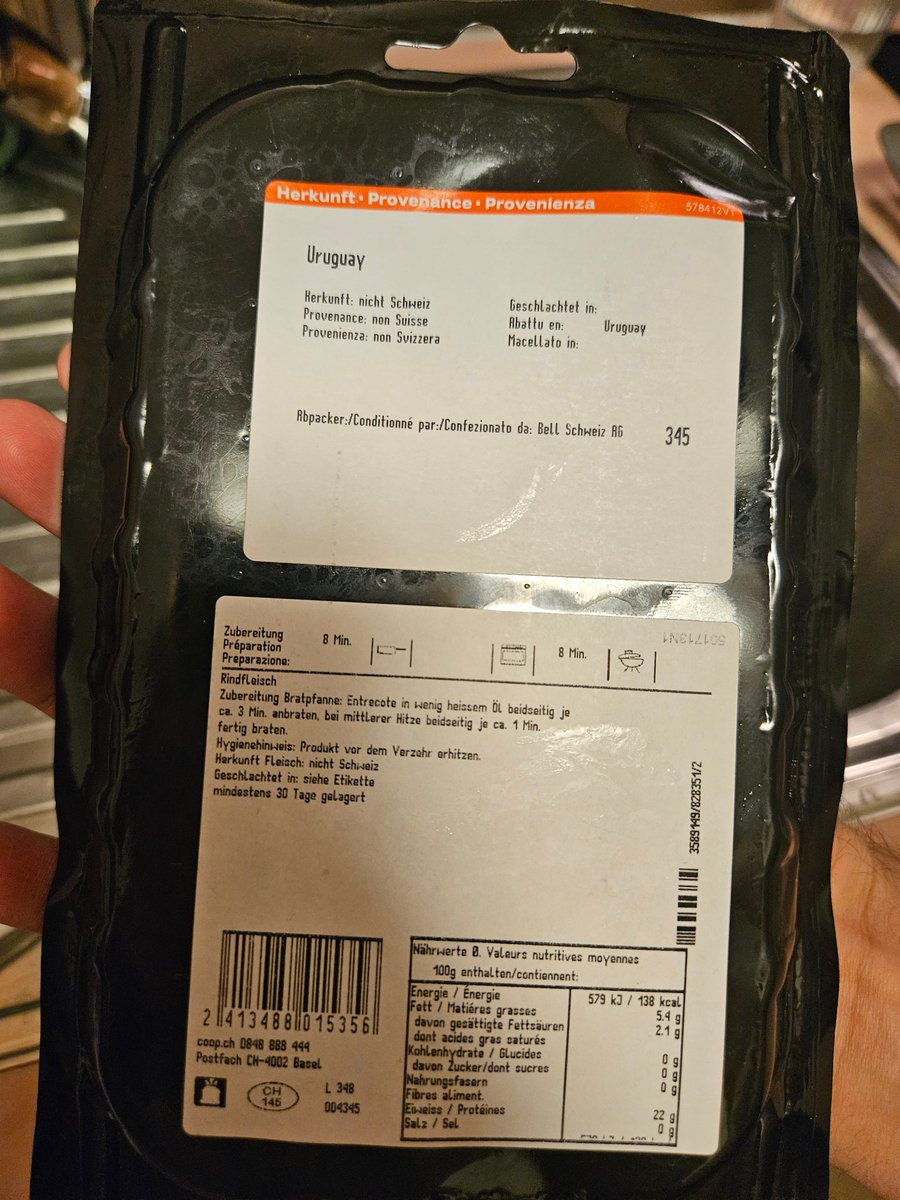 Herkunft · Provenance · Provenienza
578412V1
Uruguay
Herkunft: nicht Schweiz
Provenance: non Suisse
Provenienza: non Svizzera
Geschlachtet in:
Abattu en: Uruguay
Macellato in:
Abpacker:/Conditionné par:/Confezionato da: Bell Schweiz AG
345
501713N1
Zubereitung
Préparation
Preparazione:
8 Min.
8 Min.
Rindfleisch
Zubereitung Bratpfanne: Entrecote in wenig heissem Öl beidseitig je
ca. 3 Min. anbraten, bei mittlerer Hitze beidseitig je ca. 1 Min.
fertig braten.
Hygienehinweis: Produkt vor dem Verzehr erhitzen.
Herkunft Fleisch: nicht Schweiz
Geschlachtet in: siehe Etikette
mindestens 30 Tage gelagert
3589149/828351/2
2 413488 015356
coop.ch 0848 888 444
Postfach CH-4002 Basel
CH
145
L 348
004345
Nährwerte Ø. Valeurs nutritives moyennes
100g enthalten/contiennent:
Energie / Énergie 579 kJ / 138 kcal
Fett / Matiéres grasses 5.4 g
davon gesättigte Fettsäuren 2.1 g
dont acides gras saturés
Kohlenhydrate / Glucides 0 g
davon Zucker/dont sucres 0 g
Nahrungsfasern 0 g
Fibres aliment.
Eiweiss / Protéines 22 g
Salz / Sel 0 g